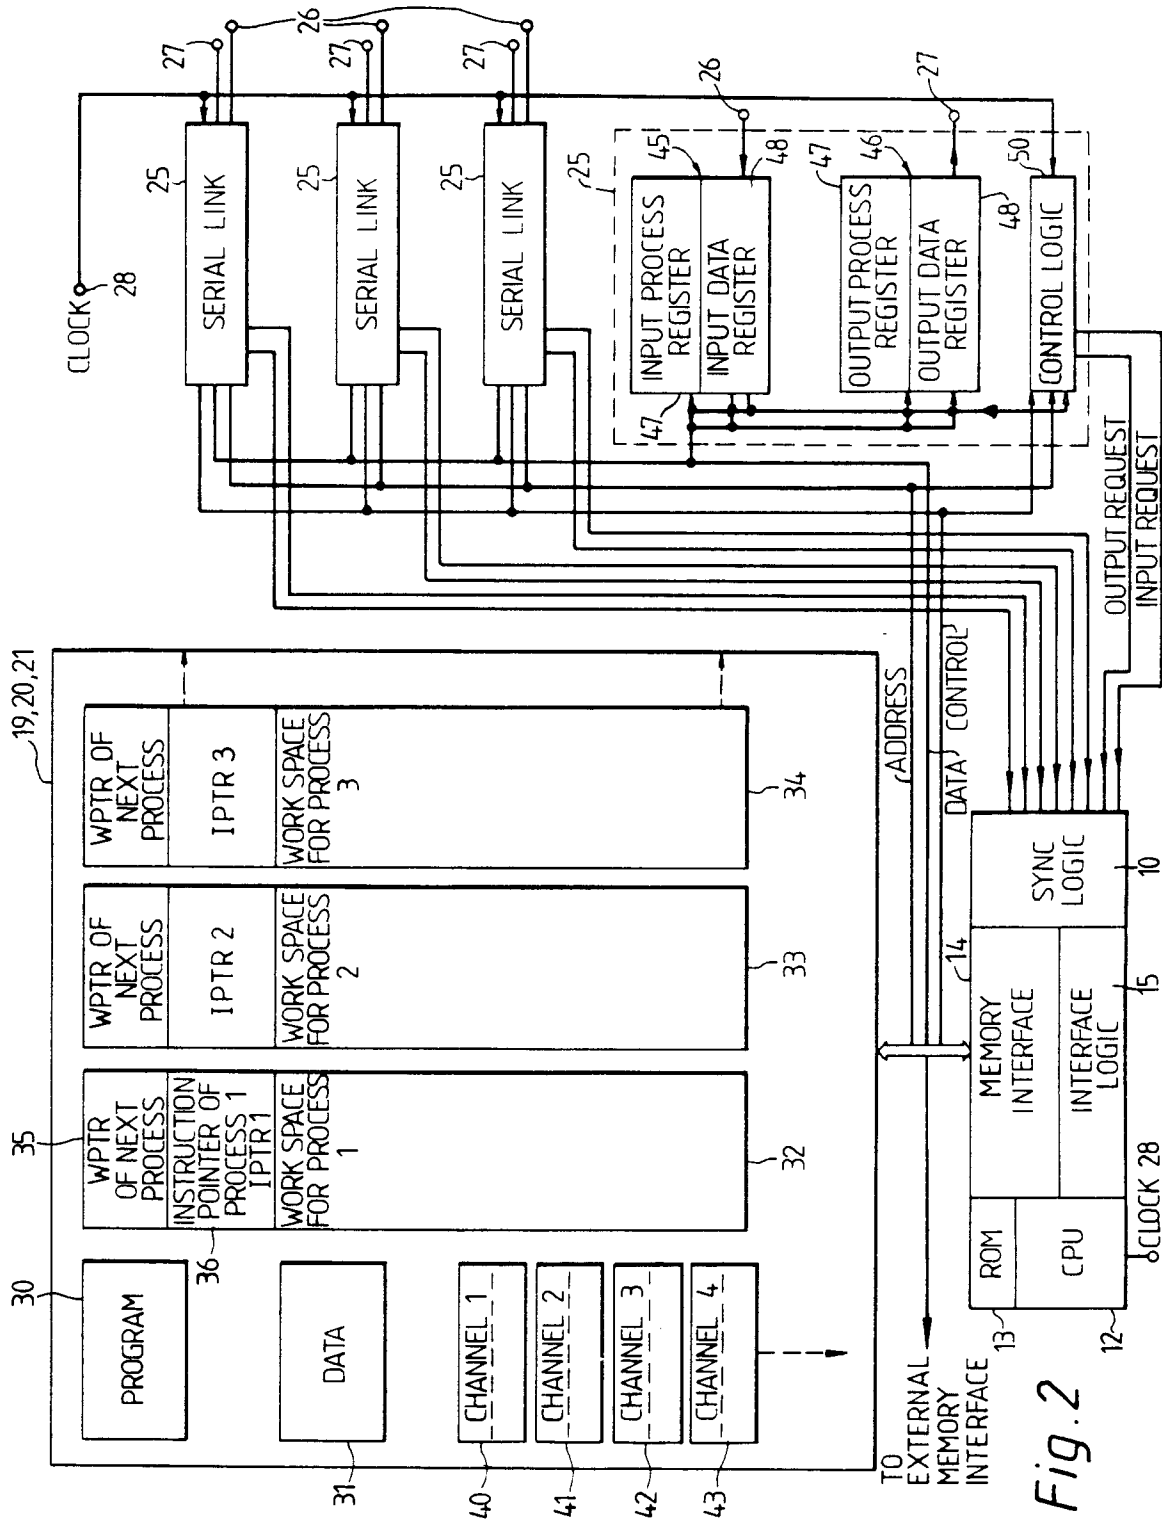 19,20,21
30
PROGRAM
31
DATA
40
CHANNEL 1
41
CHANNEL 2
42
CHANNEL 3
43
CHANNEL 4
35
WPTR
OF NEXT
PROCESS
36
INSTRUCTION
POINTER OF
PROCESS 1
IPTR1
WORK SPACE
FOR PROCESS
1
32
WPTR OF
NEXT
PROCESS
IPTR 2
WORK SPACE
FOR PROCESS
2
33
WPTR OF
NEXT
PROCESS
IPTR 3
WORK SPACE
FOR PROCESS
3
34
CLOCK
28
25
SERIAL LINK
27
26
25
SERIAL LINK
27
25
SERIAL LINK
27
25
47
INPUT PROCESS
REGISTER
45
INPUT DATA
REGISTER
48
26
47
OUTPUT PROCESS
REGISTER
46
OUTPUT DATA
REGISTER
48
27
50
CONTROL LOGIC
OUTPUT REQUEST
INPUT REQUEST
ADDRESS
DATA
CONTROL
TO
EXTERNAL
MEMORY
INTERFACE
13
ROM
12
CPU
CLOCK 28
14
MEMORY
INTERFACE
15
INTERFACE
LOGIC
SYNC
LOGIC
10
Fig.2